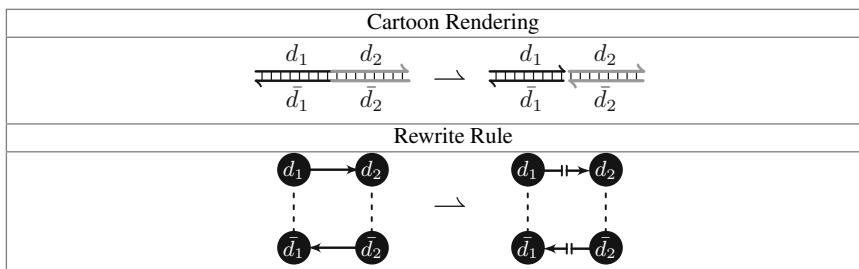 Cartoon Rendering
d₁ d₂ ⇀ d₁ d₂
d̄₁ d̄₂ d̄₁ d̄₂
Rewrite Rule
d₁ d₂ d₁ d₂
⇀
d̄₁ d̄₂ d̄₁ d̄₂